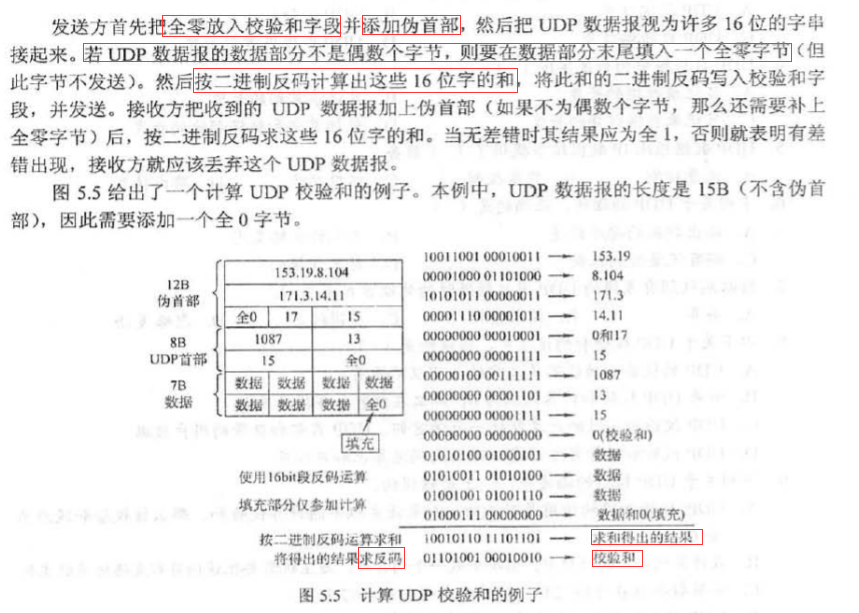 发送方首先把全零放入校验和字段并添加伪首部，然后把 UDP 数据报视为许多 16 位的字串
接起来。若 UDP 数据报的数据部分不是偶数个字节，则要在数据部分末尾填入一个全零字节（但
此字节不发送）。然后按二进制反码计算出这些 16 位字的和，将此和的二进制反码写入校验和字
段，并发送。接收方把收到的 UDP 数据报加上伪首部（如果不为偶数个字节，那么还需要补上
全零字节）后，按二进制反码求这些 16 位字的和。当无差错时其结果应为全 1，否则就表明有差
错出现，接收方就应该丢弃这个 UDP 数据报。
图 5.5 给出了一个计算 UDP 校验和的例子。本例中，UDP 数据报的长度是 15B（不含伪首
部），因此需要添加一个全 0 字节。
12B
伪首部
153.19.8.104
171.3.14.11
全0 17 15
8B
UDP首部
1087 13
15 全0
7B
数据
数据 数据 数据 数据
数据 数据 数据 全0
填充
使用16bit段反码运算
填充部分仅参加计算
10011001 00010011 → 153.19
00001000 01101000 → 8.104
10101011 00000011 → 171.3
00001110 00001011 → 14.11
00000000 00010001 → 0和17
00000000 00001111 → 15
00000100 00111111 → 1087
00000000 00001101 → 13
00000000 00001111 → 15
00000000 00000000 → 0(校验和)
01010100 01000101 → 数据
01010011 01010100 → 数据
01001001 01001110 → 数据
01000111 00000000 → 数据和0(填充)
按二进制反码运算求和 10010110 11101101 → 求和得出的结果
将得出的结果求反码 01101001 00010010 → 校验和
图 5.5 计算 UDP 校验和的例子